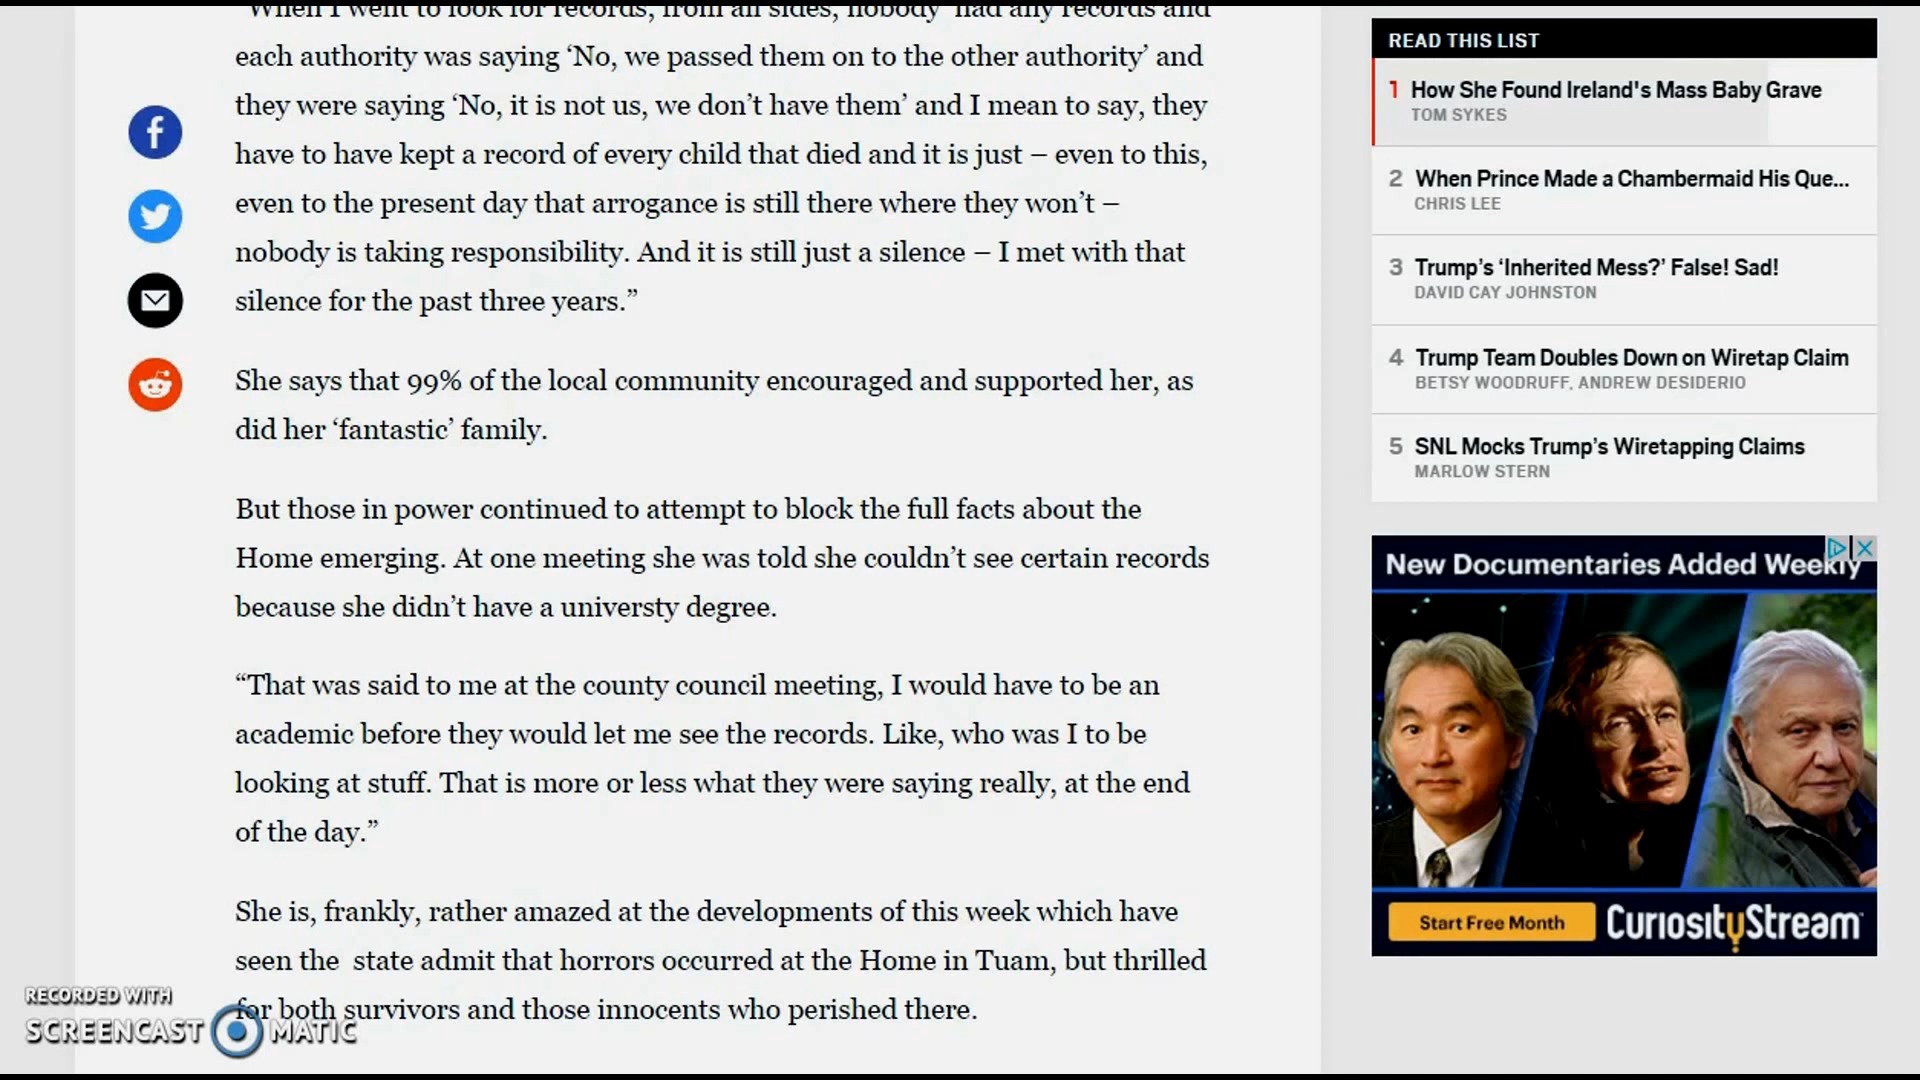 "When I went to look for records, from all sides, nobody had any records and
each authority was saying ‘No, we passed them on to the other authority’ and
they were saying ‘No, it is not us, we don’t have them’ and I mean to say, they
have to have kept a record of every child that died and it is just – even to this,
even to the present day that arrogance is still there where they won’t –
nobody is taking responsibility. And it is still just a silence – I met with that
silence for the past three years.”
She says that 99% of the local community encouraged and supported her, as
did her ‘fantastic’ family.
But those in power continued to attempt to block the full facts about the
Home emerging. At one meeting she was told she couldn’t see certain records
because she didn’t have a universty degree.
“That was said to me at the county council meeting, I would have to be an
academic before they would let me see the records. Like, who was I to be
looking at stuff. That is more or less what they were saying really, at the end
of the day.”
She is, frankly, rather amazed at the developments of this week which have
seen the state admit that horrors occurred at the Home in Tuam, but thrilled
for both survivors and those innocents who perished there.
READ THIS LIST
1 How She Found Ireland's Mass Baby Grave
TOM SYKES
2 When Prince Made a Chambermaid His Que...
CHRIS LEE
3 Trump’s ‘Inherited Mess?’ False! Sad!
DAVID CAY JOHNSTON
4 Trump Team Doubles Down on Wiretap Claim
BETSY WOODRUFF, ANDREW DESIDERIO
5 SNL Mocks Trump’s Wiretapping Claims
MARLOW STERN
New Documentaries Added Weekly
Start Free Month
CuriosityStream
RECORDED WITH
SCREENCAST MATIC